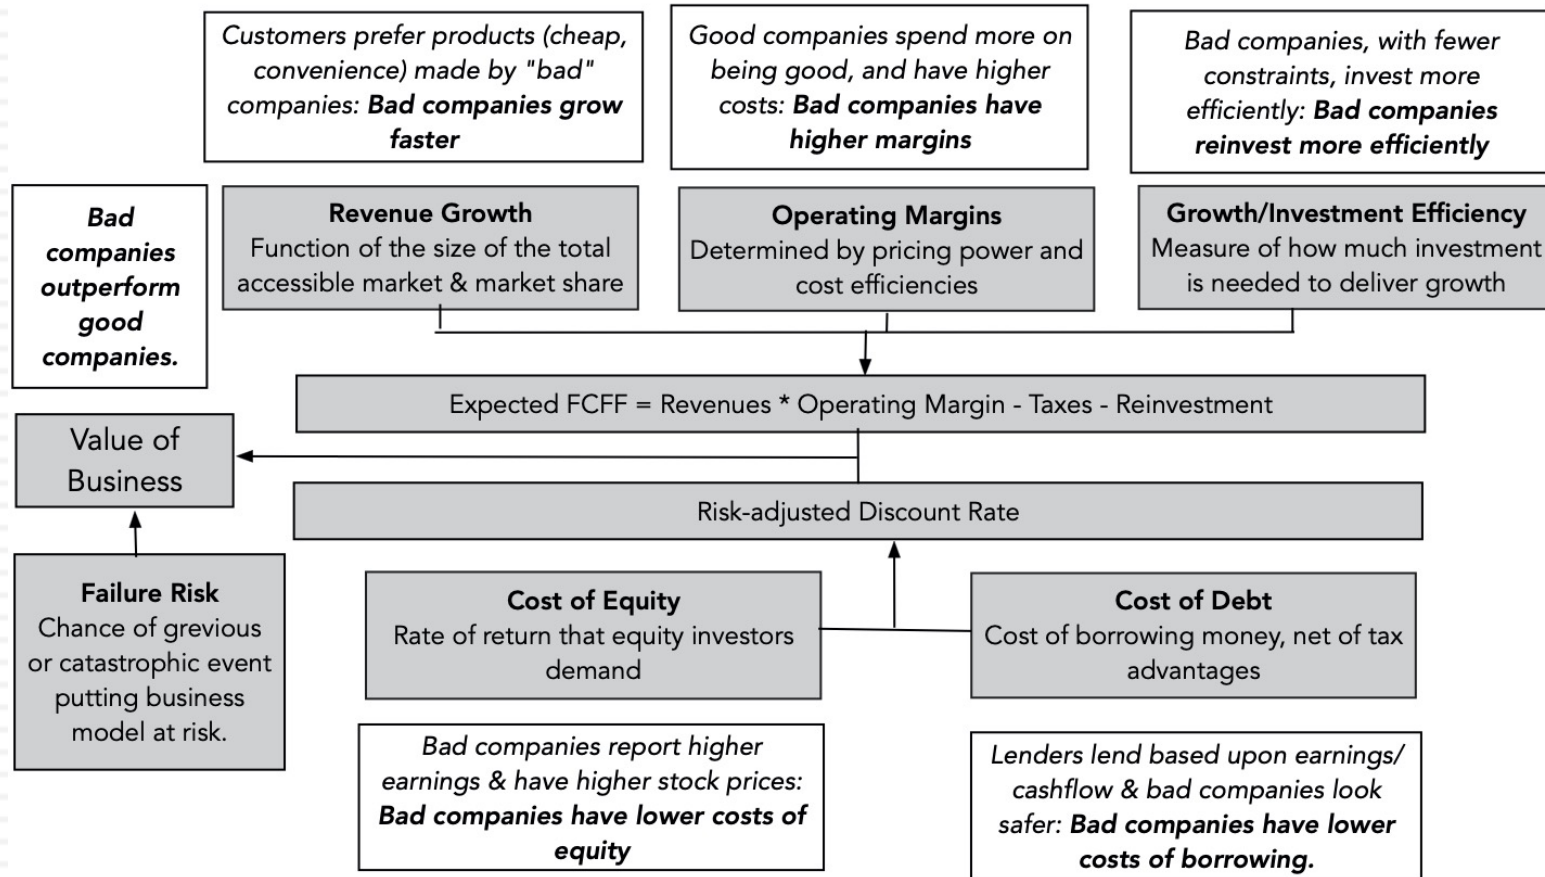 Customers prefer products (cheap,
convenience) made by "bad"
companies: Bad companies grow
faster
Good companies spend more on
being good, and have higher
costs: Bad companies have
higher margins
Bad companies, with fewer
constraints, invest more
efficiently: Bad companies
reinvest more efficiently
Bad
companies
outperform
good
companies.
Revenue Growth
Function of the size of the total
accessible market & market share
Operating Margins
Determined by pricing power and
cost efficiencies
Growth/Investment Efficiency
Measure of how much investment
is needed to deliver growth
Expected FCFF = Revenues * Operating Margin - Taxes - Reinvestment
Value of
Business
Risk-adjusted Discount Rate
Failure Risk
Chance of grevious
or catastrophic event
putting business
model at risk.
Cost of Equity
Rate of return that equity investors
demand
Cost of Debt
Cost of borrowing money, net of tax
advantages
Bad companies report higher
earnings & have higher stock prices:
Bad companies have lower costs of
equity
Lenders lend based upon earnings/
cashflow & bad companies look
safer: Bad companies have lower
costs of borrowing.